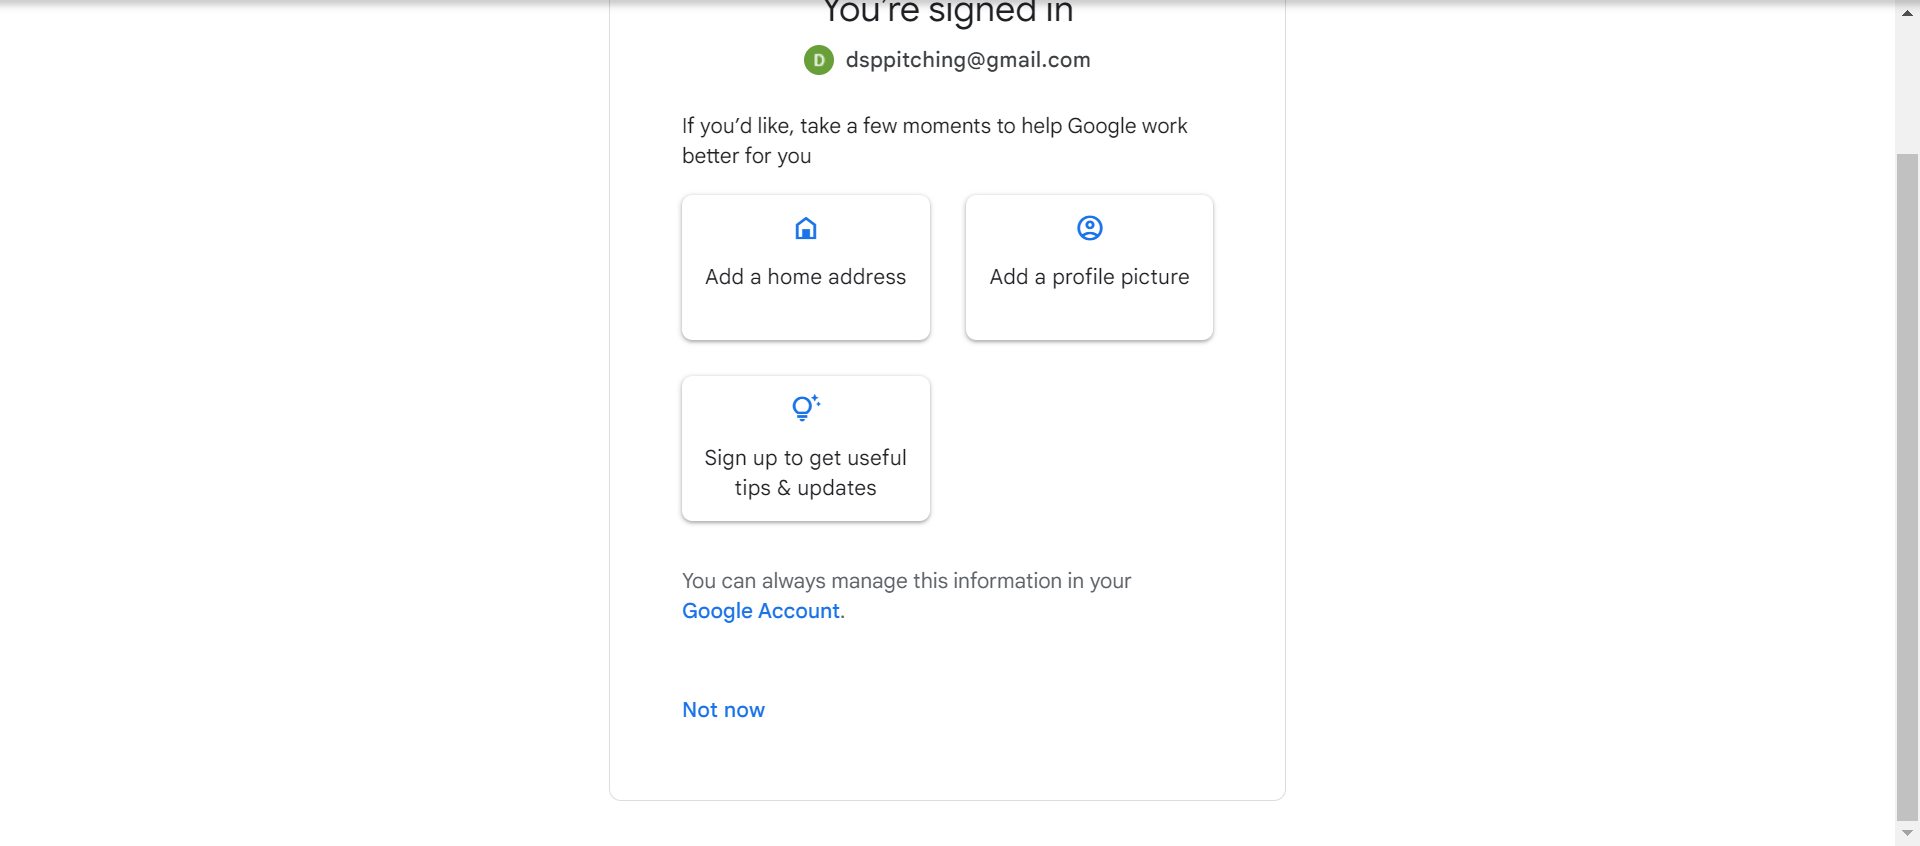 You're signed in
D dsppitching@gmail.com
If you'd like, take a few moments to help Google work
better for you
Add a home address
Add a profile picture
Sign up to get useful
tips & updates
You can always manage this information in your
Google Account.
Not now